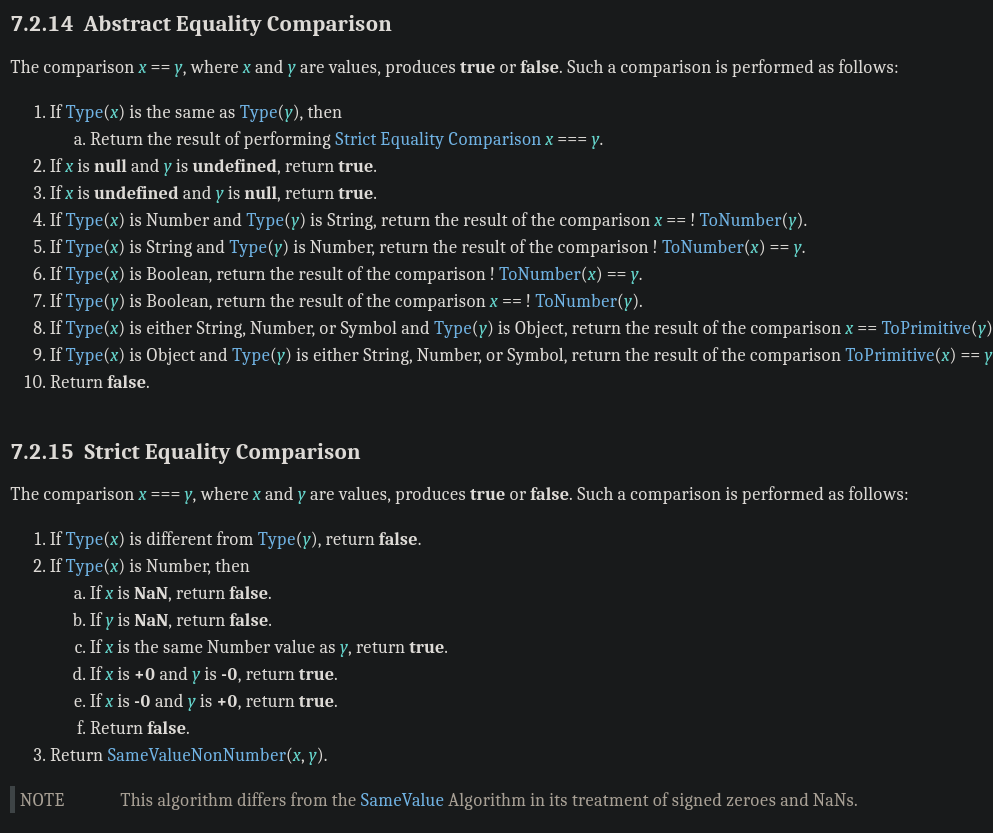 7.2.14 Abstract Equality Comparison
The comparison x == y, where x and y are values, produces true or false. Such a comparison is performed as follows:
1. If Type(x) is the same as Type(y), then
a. Return the result of performing Strict Equality Comparison x === y.
2. If x is null and y is undefined, return true.
3. If x is undefined and y is null, return true.
4. If Type(x) is Number and Type(y) is String, return the result of the comparison x == ! ToNumber(y).
5. If Type(x) is String and Type(y) is Number, return the result of the comparison ! ToNumber(x) == y.
6. If Type(x) is Boolean, return the result of the comparison ! ToNumber(x) == y.
7. If Type(y) is Boolean, return the result of the comparison x == ! ToNumber(y).
8. If Type(x) is either String, Number, or Symbol and Type(y) is Object, return the result of the comparison x == ToPrimitive(y)
9. If Type(x) is Object and Type(y) is either String, Number, or Symbol, return the result of the comparison ToPrimitive(x) == y
10. Return false.
7.2.15 Strict Equality Comparison
The comparison x === y, where x and y are values, produces true or false. Such a comparison is performed as follows:
1. If Type(x) is different from Type(y), return false.
2. If Type(x) is Number, then
a. If x is NaN, return false.
b. If y is NaN, return false.
c. If x is the same Number value as y, return true.
d. If x is +0 and y is -0, return true.
e. If x is -0 and y is +0, return true.
f. Return false.
3. Return SameValueNonNumber(x, y).
NOTE This algorithm differs from the SameValue Algorithm in its treatment of signed zeroes and NaNs.